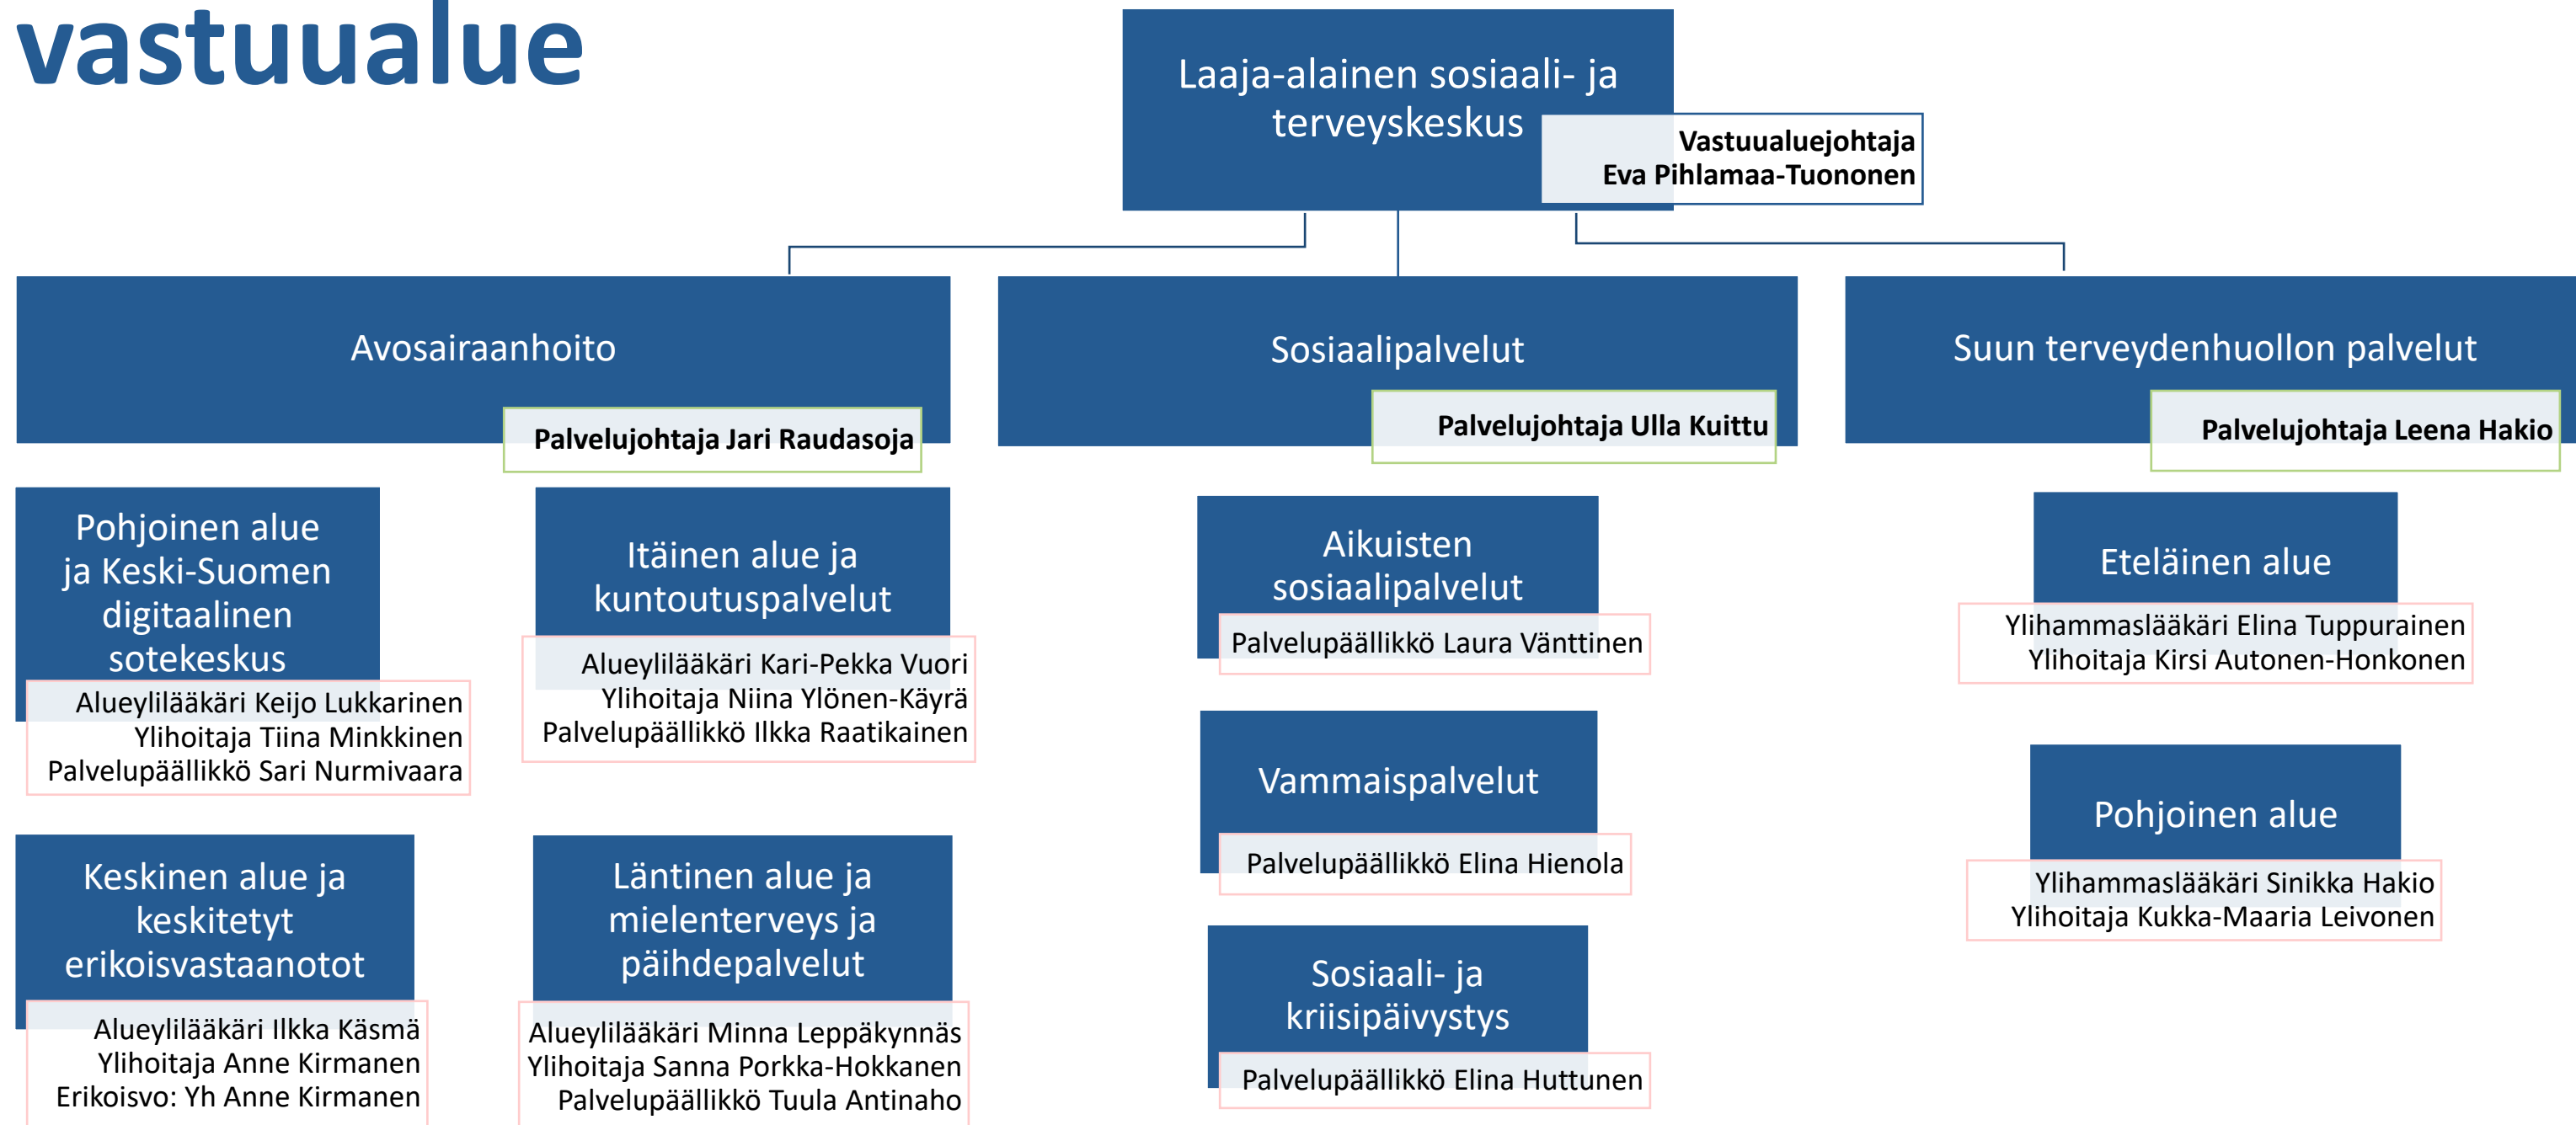 vastuualue
Laaja-alainen sosiaali- ja
terveyskeskus
Vastuualuejohtaja
Eva Pihlamaa-Tuononen
Avosairaanhoito
Palvelujohtaja Jari Raudasoja
Sosiaalipalvelut
Palvelujohtaja Ulla Kuittu
Suun terveydenhuollon palvelut
Palvelujohtaja Leena Hakio
Pohjoinen alue
ja Keski-Suomen
digitaalinen
sotekeskus
Alueylilääkäri Keijo Lukkarinen
Ylihoitaja Tiina Minkkinen
Palvelupäällikkö Sari Nurmivaara
Itäinen alue ja
kuntoutuspalvelut
Alueylilääkäri Kari-Pekka Vuori
Ylihoitaja Niina Ylönen-Käyrä
Palvelupäällikkö Ilkka Raatikainen
Keskinen alue ja
keskitetyt
erikoisvastaanotot
Alueylilääkäri Ilkka Käsmä
Ylihoitaja Anne Kirmanen
Erikoisvo: Yh Anne Kirmanen
Läntinen alue ja
mielenterveys ja
päihdepalvelut
Alueylilääkäri Minna Leppäkynnäs
Ylihoitaja Sanna Porkka-Hokkanen
Palvelupäällikkö Tuula Antinaho
Aikuisten
sosiaalipalvelut
Palvelupäällikkö Laura Vänttinen
Vammaispalvelut
Palvelupäällikkö Elina Hienola
Sosiaali- ja
kriisipäivystys
Palvelupäällikkö Elina Huttunen
Eteläinen alue
Ylihammaslääkäri Elina Tuppurainen
Ylihoitaja Kirsi Autonen-Honkonen
Pohjoinen alue
Ylihammaslääkäri Sinikka Hakio
Ylihoitaja Kukka-Maaria Leivonen